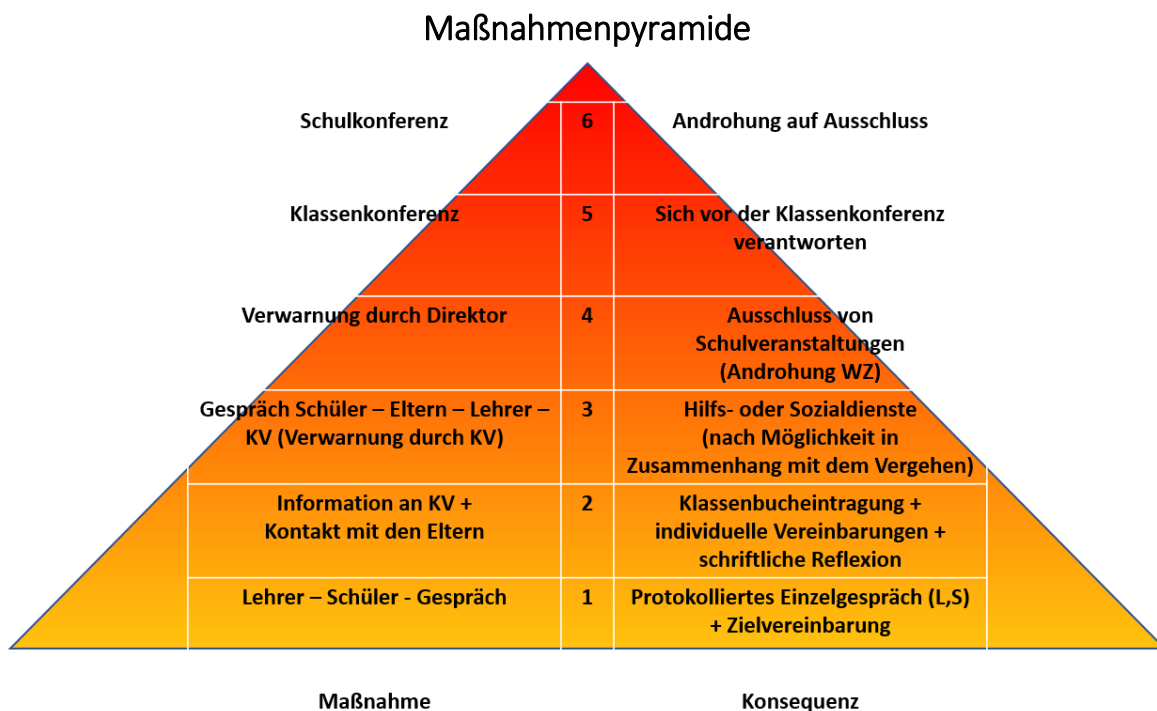 Maßnahmenpyramide
Schulkonferenz 6 Androhung auf Ausschluss
Klassenkonferenz 5 Sich vor der Klassenkonferenz
verantworten
Verwarnung durch Direktor 4 Ausschluss von
Schulveranstaltungen
(Androhung WZ)
Gespräch Schüler – Eltern – Lehrer – 3 Hilfs- oder Sozialdienste
KV (Verwarnung durch KV) (nach Möglichkeit in
Zusammenhang mit dem Vergehen)
Information an KV + 2 Klassenbucheintragung +
Kontakt mit den Eltern individuelle Vereinbarungen +
schriftliche Reflexion
Lehrer – Schüler - Gespräch 1 Protokolliertes Einzelgespräch (L,S)
+ Zielvereinbarung
Maßnahme Konsequenz